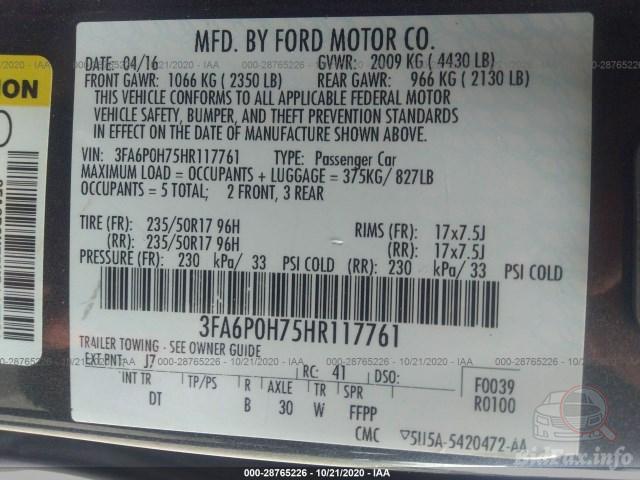 MFD. BY FORD MOTOR CO.
DATE: 04/16 GVWR: 2009 KG ( 4430 LB)
FRONT GAWR: 1066 KG ( 2350 LB) REAR GAWR: 966 KG ( 2130 LB)
THIS VEHICLE CONFORMS TO ALL APPLICABLE FEDERAL MOTOR
VEHICLE SAFETY, BUMPER, AND THEFT PREVENTION STANDARDS
IN EFFECT ON THE DATE OF MANUFACTURE SHOWN ABOVE.
VIN: 3FA6P0H75HR117761 TYPE: Passenger Car
MAXIMUM LOAD = OCCUPANTS + LUGGAGE = 375KG/ 827LB
OCCUPANTS = 5 TOTAL; 2 FRONT, 3 REAR
TIRE (FR): 235/50R17 96H RIMS (FR): 17x7.5J
(RR): 235/50R17 96H (RR): 17x7.5J
PRESSURE (FR): 230 kPa/ 33 PSI COLD (RR): 230 kPa/ 33 PSI COLD
3FA6P0H75HR117761
TRAILER TOWING - SEE OWNER GUIDE
EXT PNT: J7 RC: 41 DSO:
INT TR TP/PS R AXLE TR SPR F0039
DT B 30 W FFPP R0100
CMC 5U5A-5420472-AA
000-28765226 / 10/21/2020 - IAA
BidFax.info